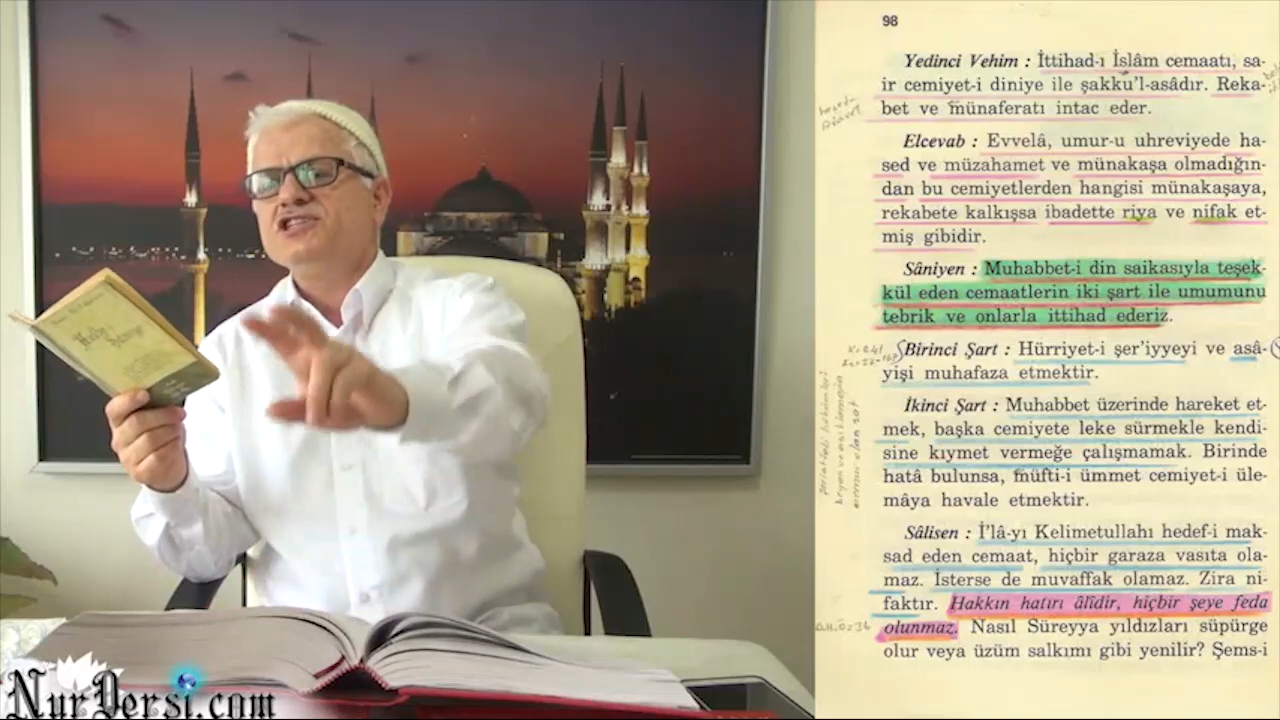 98
Yedinci Vehim : İttihad-ı İslâm cemaatı, sa-
ir cemiyet-i diniye ile şakku'l-asâdır. Reka-
bet ve münaferatı intac eder.
Elcevab : Evvelâ, umur-u uhreviyede ha-
sed ve müzahamet ve münakaşa olmadığın-
dan bu cemiyetlerden hangisi münakaşaya,
rekabete kalkışsa ibadette riya ve nifak et-
miş gibidir.
Sâniyen : Muhabbet-i din saikasıyla teşek-
kül eden cemaatlerin iki şart ile umumunu
tebrik ve onlarla ittihad ederiz.
Birinci Şart : Hürriyet-i şer'iyyeyi ve asâ-
yişi muhafaza etmektir.
İkinci Şart : Muhabbet üzerinde hareket et-
mek, başka cemiyete leke sürmekle kendi-
sine kıymet vermeğe çalışmamak. Birinde
hatâ bulunsa, müfti-i ümmet cemiyet-i üle-
mâya havale etmektir.
Sâlisen : İ'lâ-yı Kelimetullahı hedef-i mak-
sad eden cemaat, hiçbir garaza vasıta ola-
maz. İsterse de muvaffak olamaz. Zira ni-
faktır. Hakkın hatırı âlîdir, hiçbir şeye feda
olunmaz. Nasıl Süreyya yıldızları süpürge
olur veya üzüm salkımı gibi yenilir? Şems-i
NurDersi.com